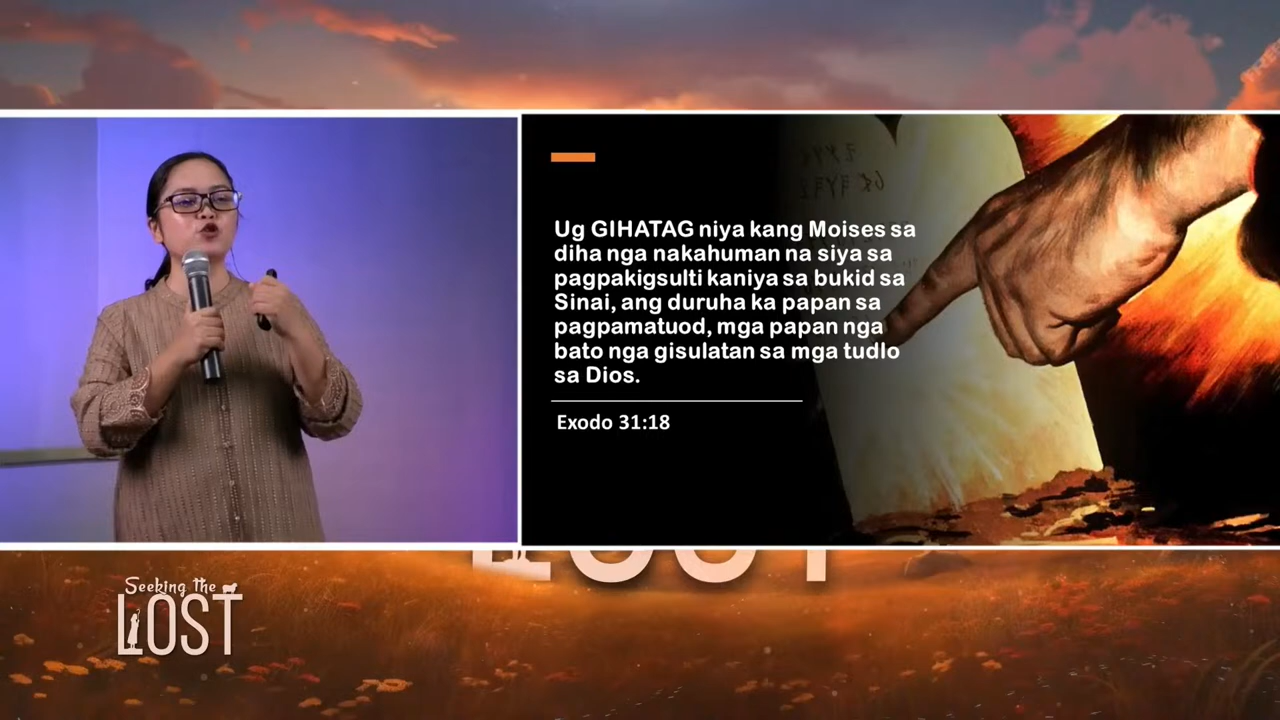 Ug GIHATAG niya kang Moises sa
diha nga nakahuman na siya sa
pagpakigsulti kaniya sa bukid sa
Sinai, ang duruha ka papan sa
pagpamatuod, mga papan nga
bato nga gisulatan sa mga tudlo
sa Dios.
Exodo 31:18
LOST
Seeking the
LOST